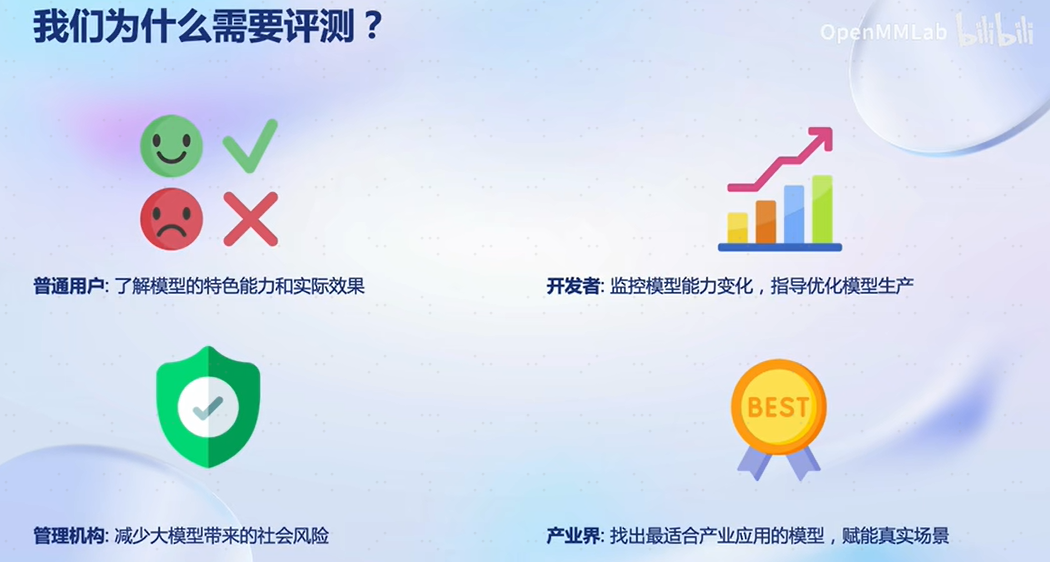 我们为什么需要评测？
OpenMMLab bilibili
普通用户: 了解模型的特色能力和实际效果
开发者: 监控模型能力变化，指导优化模型生产
BEST
管理机构: 减少大模型带来的社会风险
产业界: 找出最适合产业应用的模型，赋能真实场景